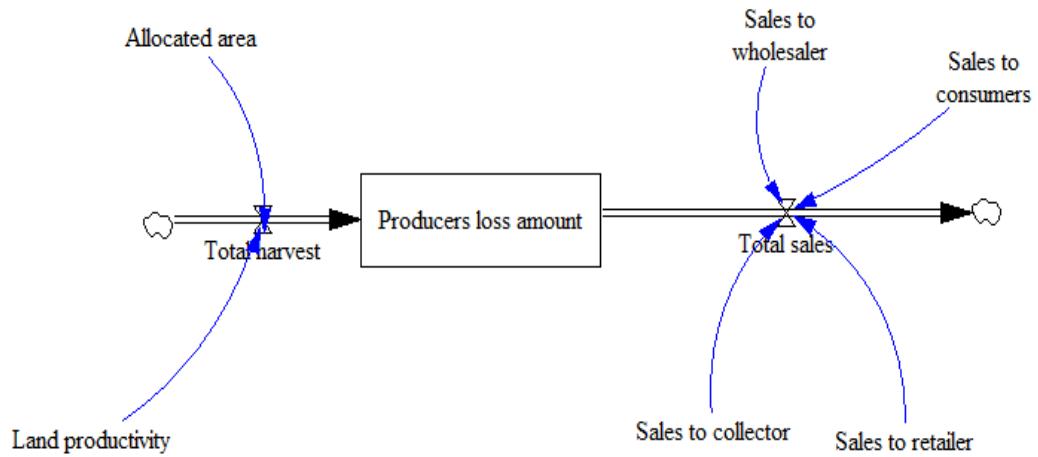 Allocated area
Sales to
wholesaler
Sales to
consumers
Producers loss amount
Total harvest
Total sales
Land productivity
Sales to collector
Sales to retailer